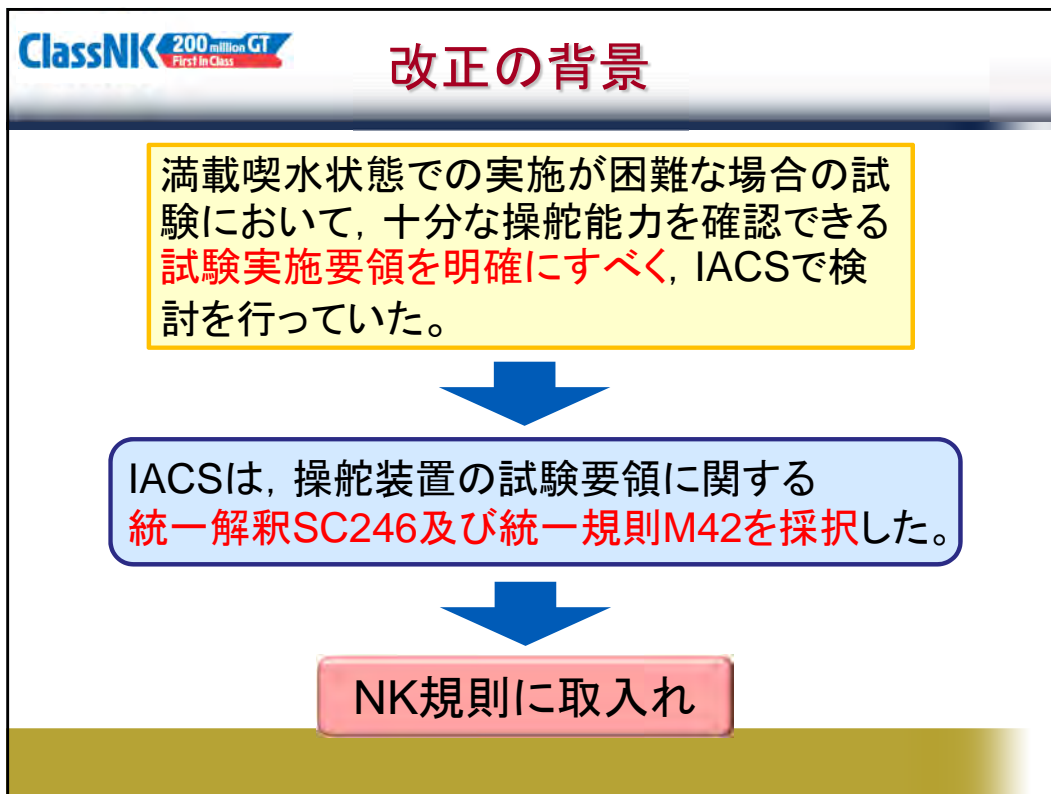 ClassNK 200 million GT
First in Class
改正の背景
満載喫水状態での実施が困難な場合の試
験において，十分な操舵能力を確認できる
試験実施要領を明確にすべく，IACSで検
討を行っていた。
IACSは，操舵装置の試験要領に関する
統一解釈SC246及び統一規則M42を採択した。
NK規則に取入れ